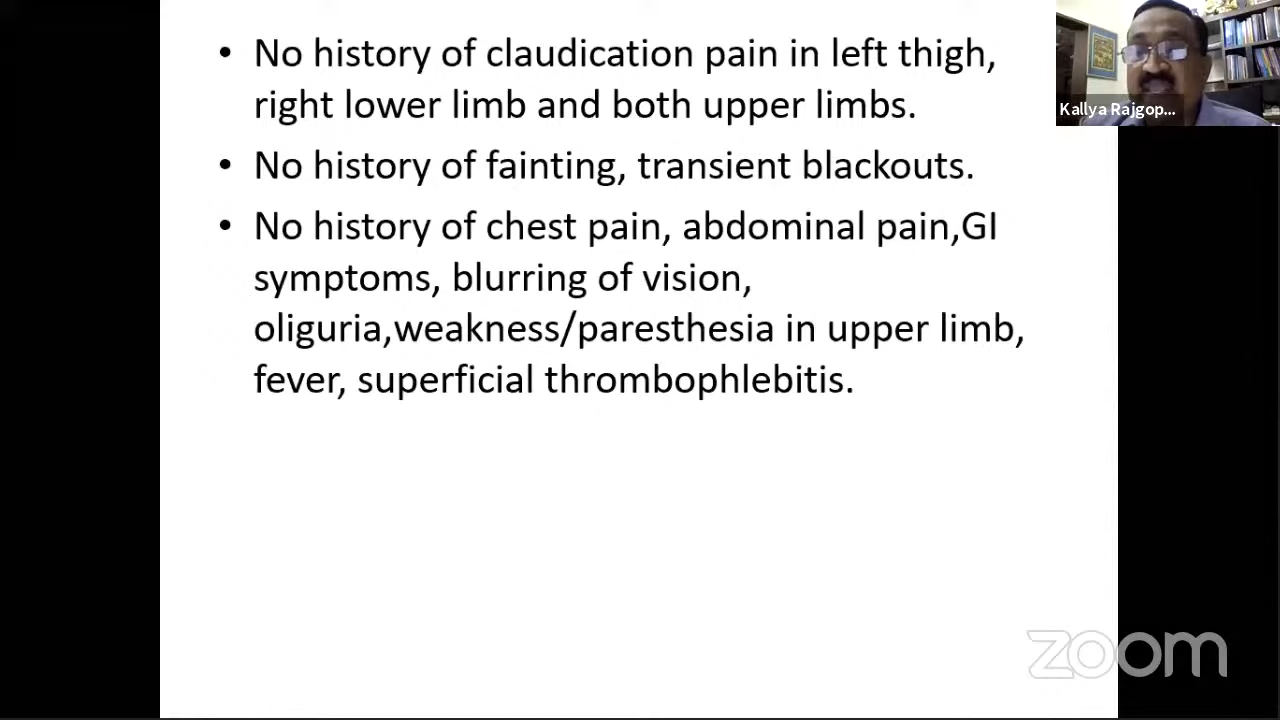 • No history of claudication pain in left thigh,
right lower limb and both upper limbs.
• No history of fainting, transient blackouts.
• No history of chest pain, abdominal pain,GI
symptoms, blurring of vision,
oliguria,weakness/paresthesia in upper limb,
fever, superficial thrombophlebitis.
Kallya Rajgop...
zoom